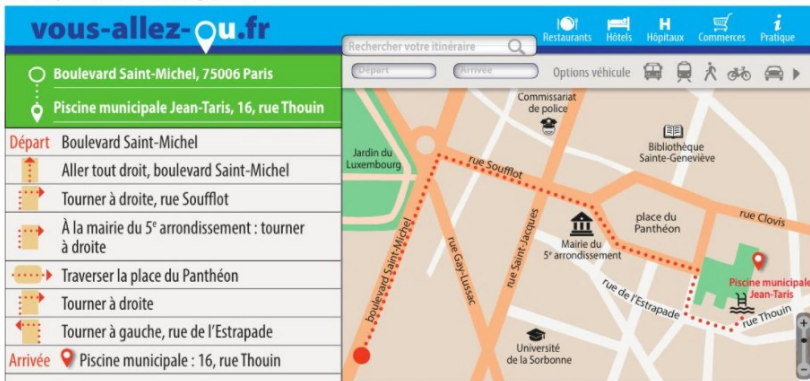 vous-allez-où.fr
Restaurants
Hôtels
H
Hôpitaux
Commerces
i
Pratique
Rechercher votre itinéraire
Boulevard Saint-Michel, 75006 Paris
Piscine municipale Jean-Taris, 16, rue Thouin
Départ
Arrivée
Options véhicule
Départ Boulevard Saint-Michel
Aller tout droit, boulevard Saint-Michel
Tourner à droite, rue Soufflot
À la mairie du 5e arrondissement : tourner
à droite
Traverser la place du Panthéon
Tourner à droite
Tourner à gauche, rue de l'Estrapade
Arrivée Piscine municipale : 16, rue Thouin
Commissariat
de police
Jardin du
Luxembourg
rue Soufflot
Bibliothèque
Sainte-Geneviève
boulevard Saint-Michel
rue Gay-Lussac
rue Saint-Jacques
Mairie du
5e arrondissement
place du
Panthéon
rue Clovis
rue de l'Estrapade
Piscine municipale
Jean-Taris
rue Thouin
Université
de la Sorbonne